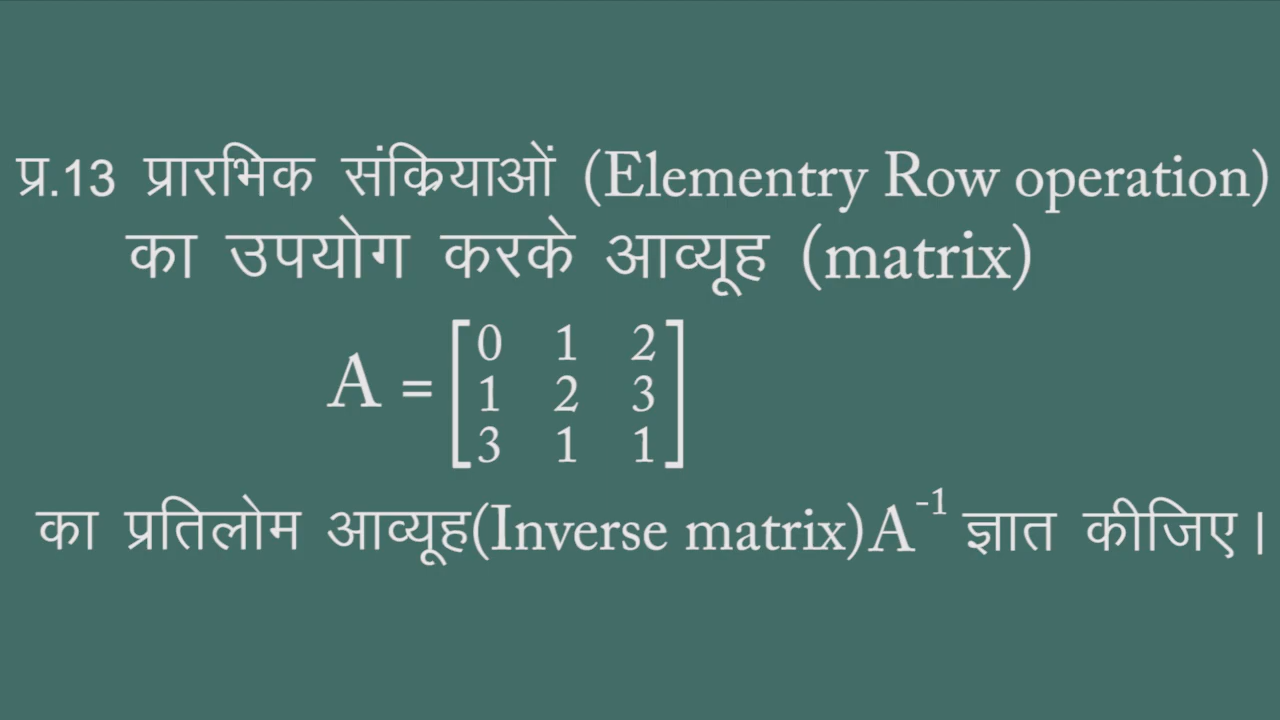 प्र.13 प्रारभिक संक्रियाओं (Elementry Row operation)
का उपयोग करके आव्यूह (matrix)
A = [0 1 2
1 2 3
3 1 1]
का प्रतिलोम आव्यूह(Inverse matrix)A⁻¹ ज्ञात कीजिए।